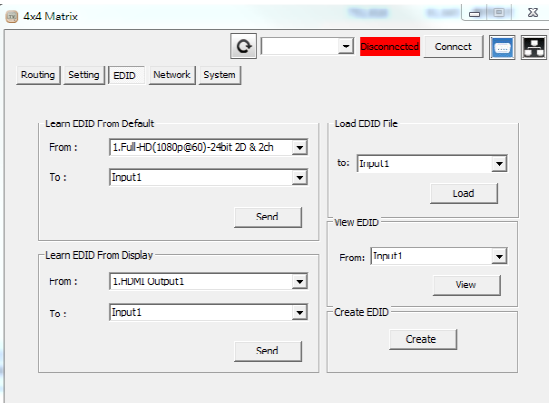 4x4 Matrix
Disconnected Connect
Routing Setting EDID Network System
Learn EDID From Default
From : 1.Full-HD(1080p@60)-24bit 2D & 2ch
To : Input1
Send
Learn EDID From Display
From : 1.HDMI Output1
To : Input1
Send
Load EDID File
to: Input1
Load
View EDID
From: Input1
View
Create EDID
Create